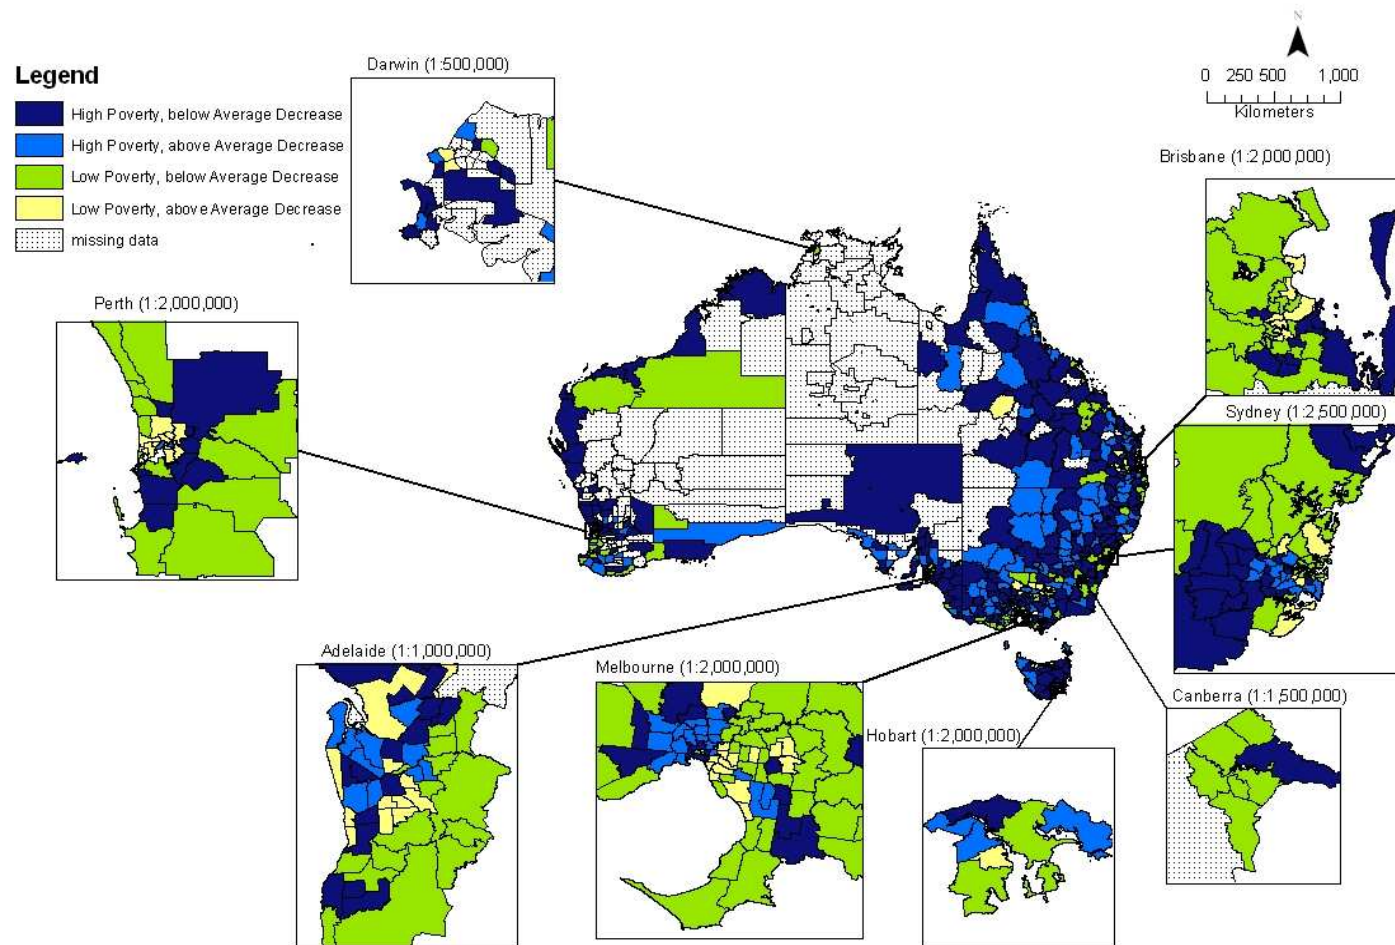 N
0 250 500 1,000
Kilometers
Legend
High Poverty, below Average Decrease
High Poverty, above Average Decrease
Low Poverty, below Average Decrease
Low Poverty, above Average Decrease
missing data
Darwin (1:500,000)
Brisbane (1:2,000,000)
Perth (1:2,000,000)
Sydney (1:2,500,000)
Adelaide (1:1,000,000)
Melbourne (1:2,000,000)
Hobart (1:2,000,000)
Canberra (1:1,500,000)